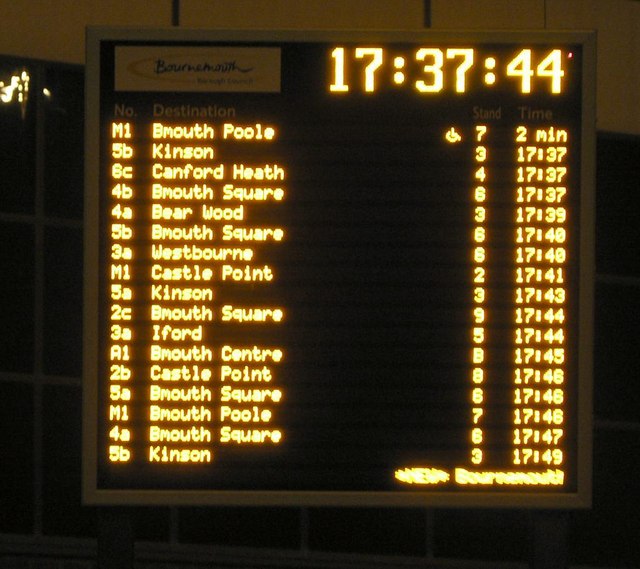 Bournemouth
Borough Council
17:37:44
No. Destination Stand Time
M1 Bmouth Poole 7 2 min
5b Kinson 3 17:37
6c Canford Heath 4 17:37
4b Bmouth Square 6 17:37
4a Bear Wood 3 17:39
5b Bmouth Square 6 17:40
3a Westbourne 6 17:40
M1 Castle Point 2 17:41
5a Kinson 3 17:43
2c Bmouth Square 9 17:44
3a Iford 5 17:44
A1 Bmouth Centre B 17:45
2b Castle Point 8 17:46
5a Bmouth Square 6 17:46
M1 Bmouth Poole 7 17:46
4a Bmouth Square 6 17:47
5b Kinson 3 17:49
Bournemouth